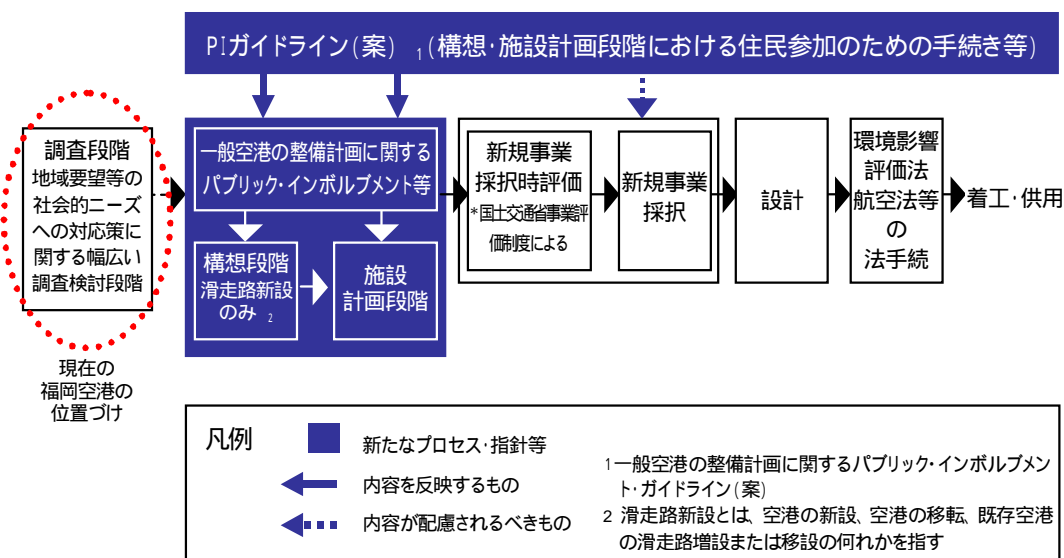 PIガイドライン(案) 1(構想･施設計画段階における住民参加のための手続き等)
調査段階
地域要望等の
社会的ニーズ
への対応策に
関する幅広い
調査検討段階
現在の
福岡空港の
位置づけ
一般空港の整備計画に関する
パブリック･インボルブメント等
構想段階
滑走路新設
のみ 2
施設
計画段階
新規事業
採択時評価
*国土交通省事業評
価制度による
新規事業
採択
設計
環境影響
評価法
航空法等
の
法手続
着工･供用
凡例
新たなプロセス･指針等
内容を反映するもの
内容が配慮されるべきもの
1一般空港の整備計画に関するパブリック･インボルブメン
ト･ガイドライン(案)
2 滑走路新設とは、空港の新設、空港の移転、既存空港
の滑走路増設または移設の何れかを指す